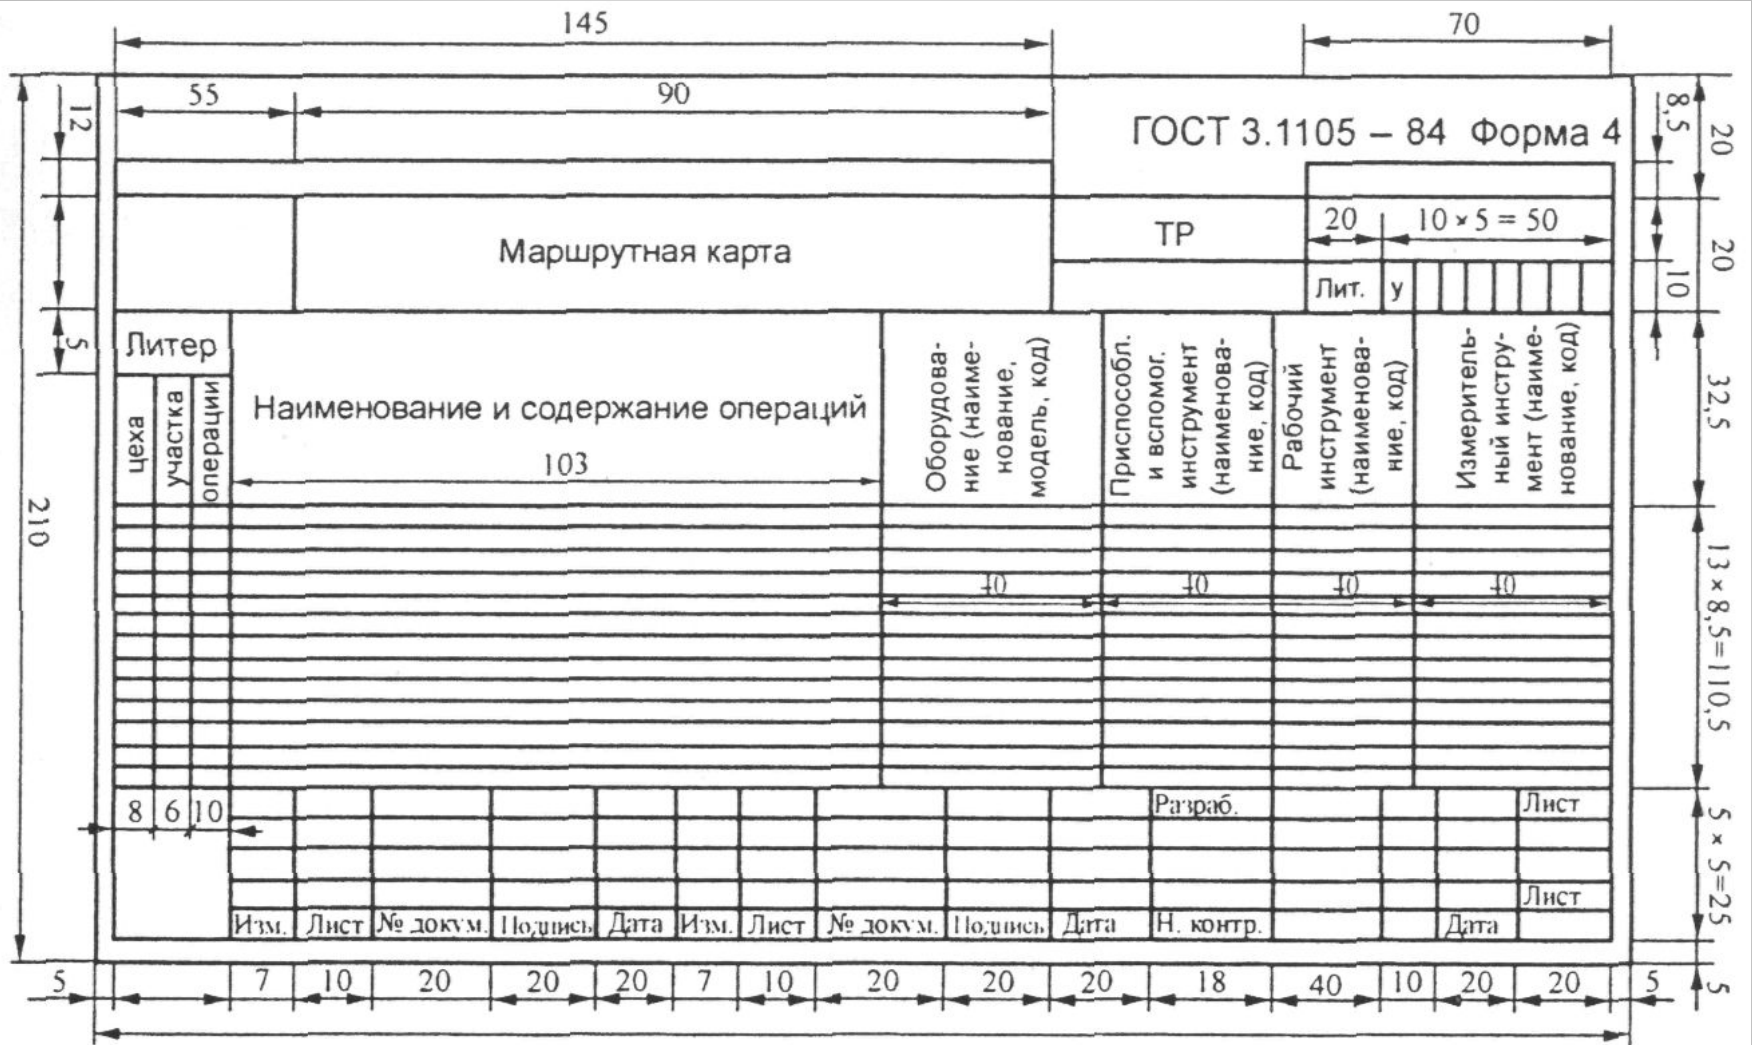 145
70
55
90
12
8,5
20
ГОСТ 3.1105 – 84 Форма 4
Маршрутная карта
ТР
20
10 × 5 = 50
20
10
Лит.
у
5
Литер
цеха
участка
операции
Наименование и содержание операций
103
Оборудова-
ние (наиме-
нование,
модель, код)
Приспособл.
и вспомог.
инструмент
(наименова-
ние, код)
Рабочий
инструмент
(наименова-
ние, код)
Измеритель-
ный инстру-
мент (наиме-
нование, код)
32,5
210
40 40 40 40
13 × 8,5=110,5
8 6 10
Разраб.
Лист
5 × 5=25
Лист
Изм. Лист № докум. Подпись Дата Изм. Лист № докум. Подпись Дата Н. контр. Дата
5 7 10 20 20 20 7 10 20 20 20 18 40 10 20 20 5
5